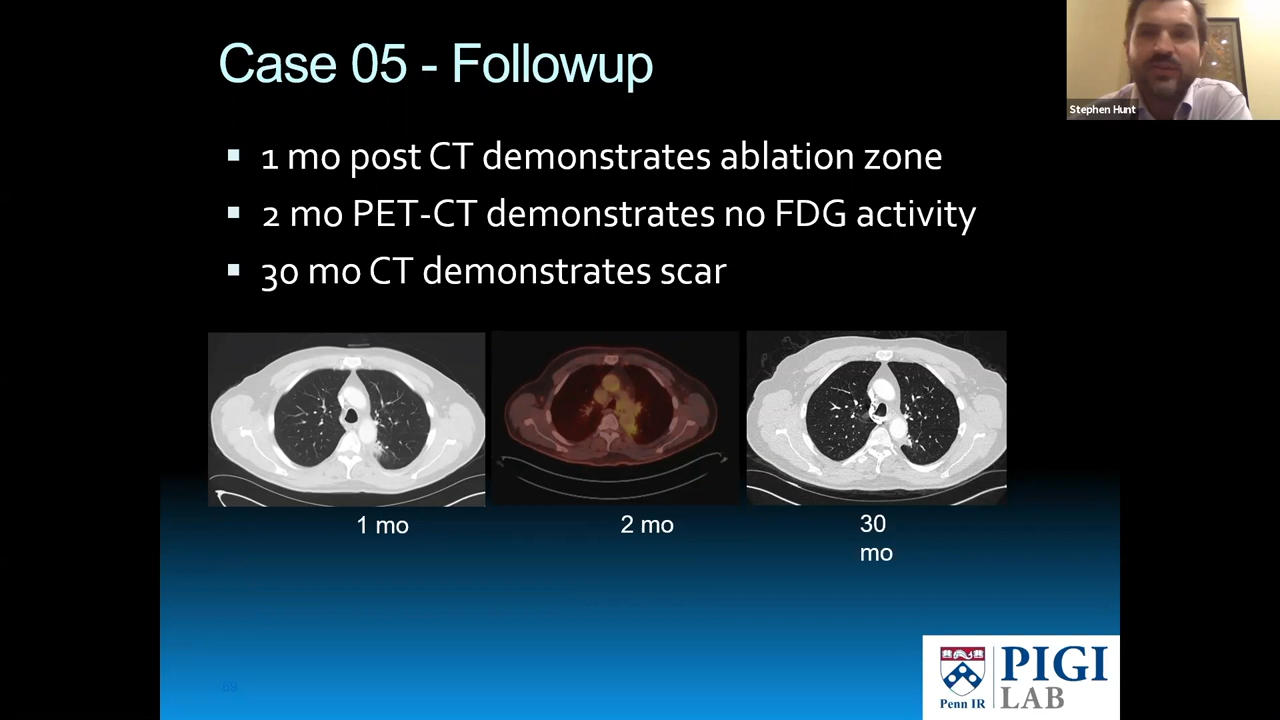 Case 05 - Followup
Stephen Hunt
1 mo post CT demonstrates ablation zone
2 mo PET-CT demonstrates no FDG activity
30 mo CT demonstrates scar
1 mo
2 mo
30
mo
69
Penn IR
PIGI
LAB